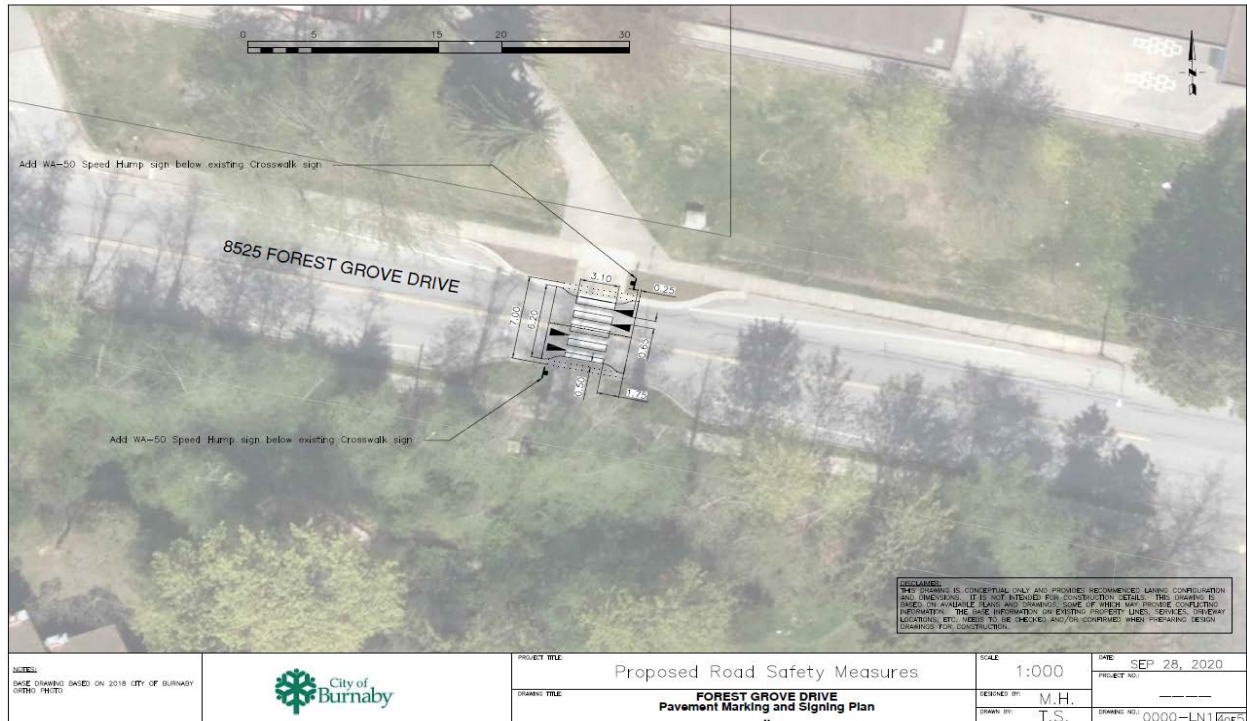 0 5 15 20 30
N
Add WA-50 Speed Hump sign below existing Crosswalk sign
8525 FOREST GROVE DRIVE
3.10
0.25
7.00
6.20
0.65
0.50
1.75
Add WA-50 Speed Hump sign below existing Crosswalk sign
DISCLAIMER:
THIS DRAWING IS CONCEPTUAL ONLY AND PROVIDES RECOMMENDED LANING CONFIGURATION
AND DIMENSIONS. IT IS NOT INTENDED FOR CONSTRUCTION DETAILS. THIS DRAWING IS
BASED ON AVAILABLE PLANS AND DRAWINGS, SOME OF WHICH MAY PROVIDE CONFLICTING
INFORMATION. THE BASE INFORMATION ON EXISTING PROPERTY LINES, SERVICES, DRIVEWAY
LOCATIONS, ETC. NEEDS TO BE CHECKED AND/OR CONFIRMED WHEN PREPARING DESIGN
DRAWINGS FOR CONSTRUCTION.
NOTES:
BASE DRAWING BASED ON 2018 CITY OF BURNABY
ORTHO PHOTO
City of
Burnaby
PROJECT TITLE:
Proposed Road Safety Measures
DRAWING TITLE:
FOREST GROVE DRIVE
Pavement Marking and Signing Plan
SCALE
1:000
DESIGNED BY:
M.H.
DRAWN BY:
T.S.
DATE:
SEP 28, 2020
PROJECT NO.:
----
DRAWING NO.:
0000-LN1